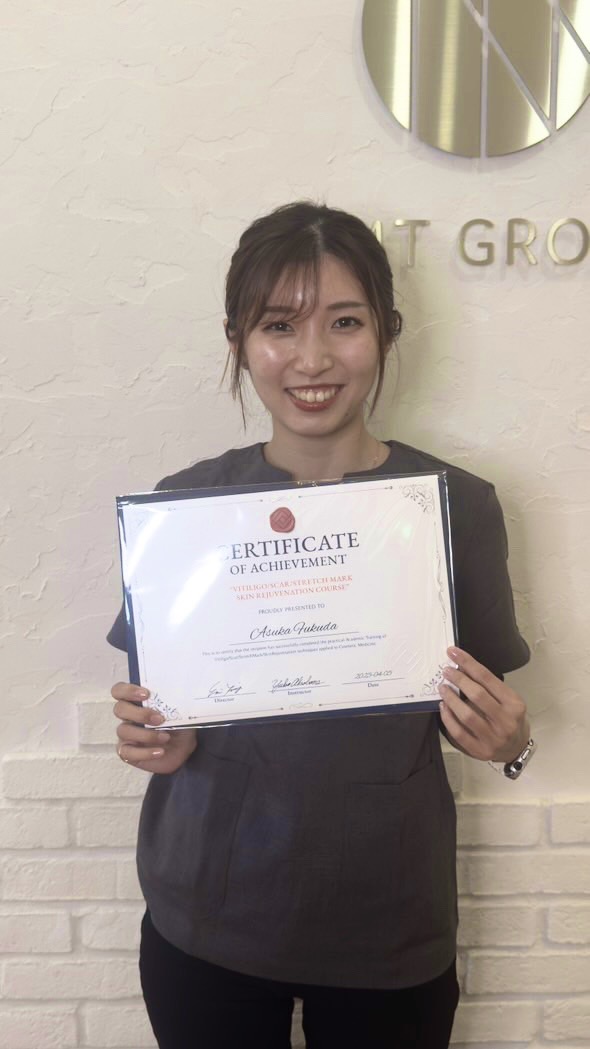 MT GRO
CERTIFICATE
OF ACHIEVEMENT
"VITILIGO/SCAR/STRETCH MARK
SKIN REJUVENATION COURSE"
PROUDLY PRESENTED TO
Asuka Fukuda
This is to certify that the recipient has successfully completed the practical Academic Training of
techniques applied to Cosmetic Medicine.
2023-04-05
Director
Instructor
Date